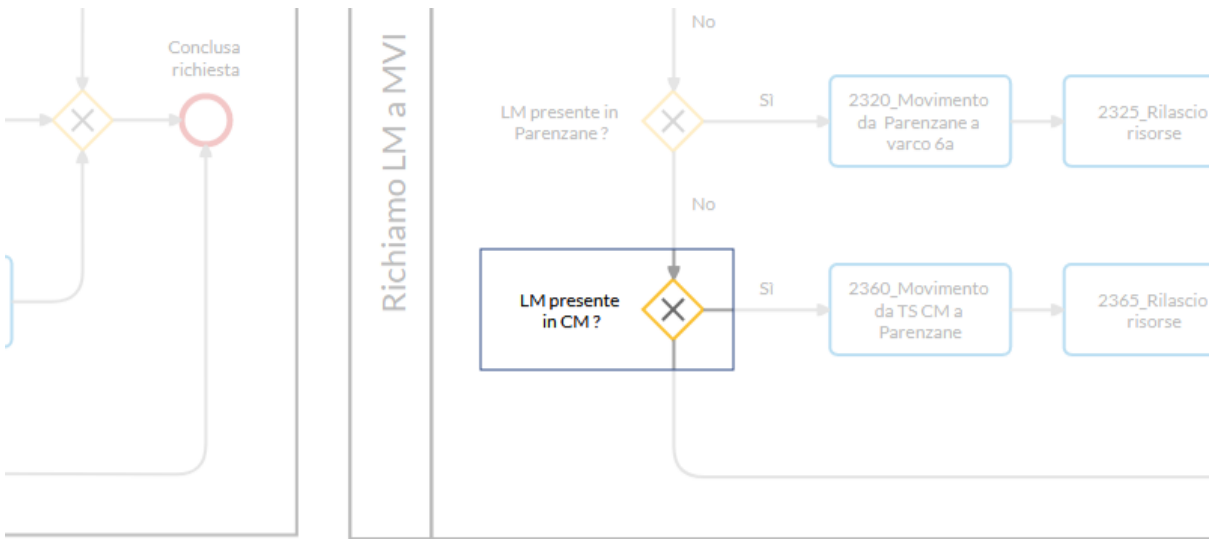 Conclusa
richiesta
Richiamo LM a MVI
No
LM presente in
Parenzane ?
Sì
2320_Movimento
da Parenzane a
varco 6a
2325_Rilascio
risorse
No
LM presente
in CM ?
Sì
2360_Movimento
da TS CM a
Parenzane
2365_Rilascio
risorse